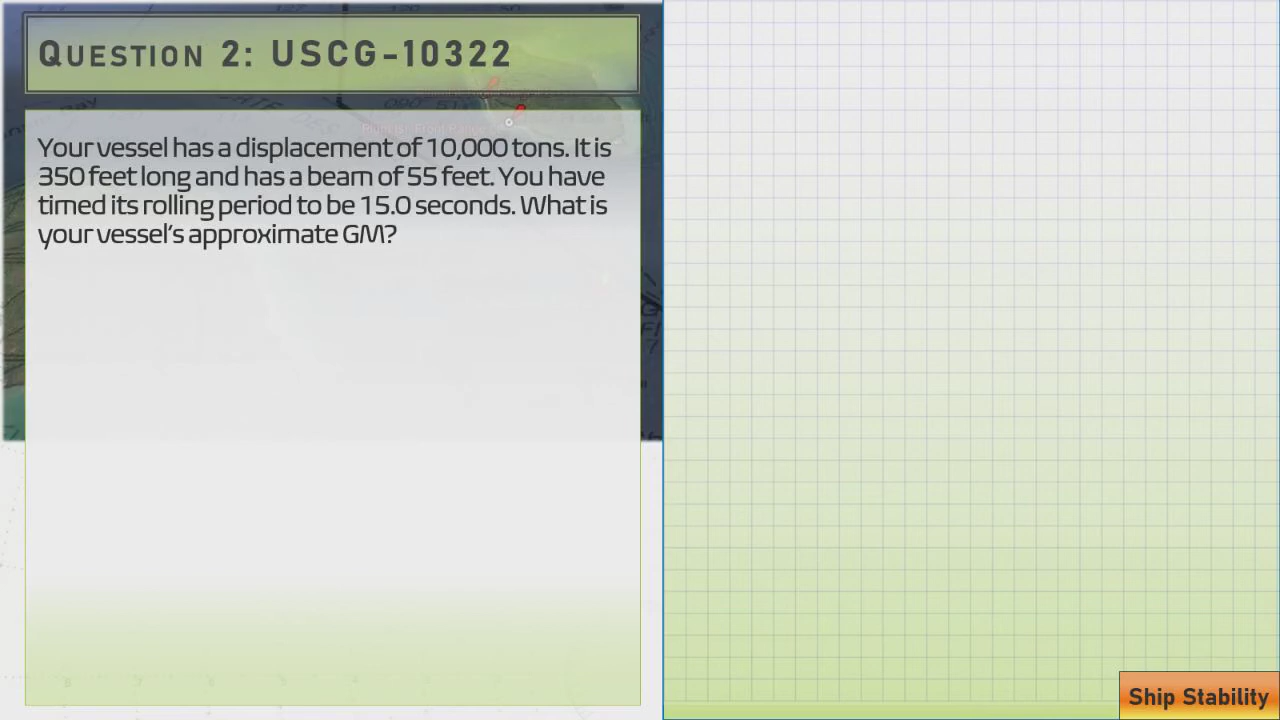 QUESTION 2: USCG-10322
Your vessel has a displacement of 10,000 tons. It is
350 feet long and has a beam of 55 feet. You have
timed its rolling period to be 15.0 seconds. What is
your vessel's approximate GM?
Ship Stability